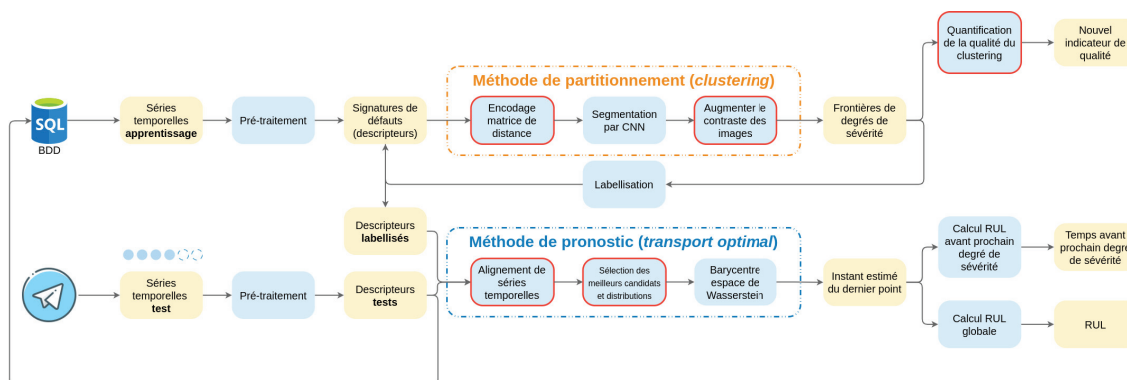 Quantification
de la qualité du
clustering
Nouvel
indicateur de
qualité
Méthode de partitionnement (clustering)
SQL
BDD
Séries
temporelles
apprentissage
Pré-traitement
Signatures de
défauts
(descripteurs)
Encodage
matrice de
distance
Segmentation
par CNN
Augmenter le
contraste des
images
Frontières de
degrés de
sévérité
Labellisation
Descripteurs
labellisés
Méthode de pronostic (transport optimal)
Séries
temporelles
test
Pré-traitement
Descripteurs
tests
Alignement de
séries
temporelles
Sélection des
meilleurs candidats
et distributions
Barycentre
espace de
Wasserstein
Instant estimé
du dernier point
Calcul RUL
avant prochain
degré de
sévérité
Temps avant
prochain degré
de sévérité
Calcul RUL
globale
RUL